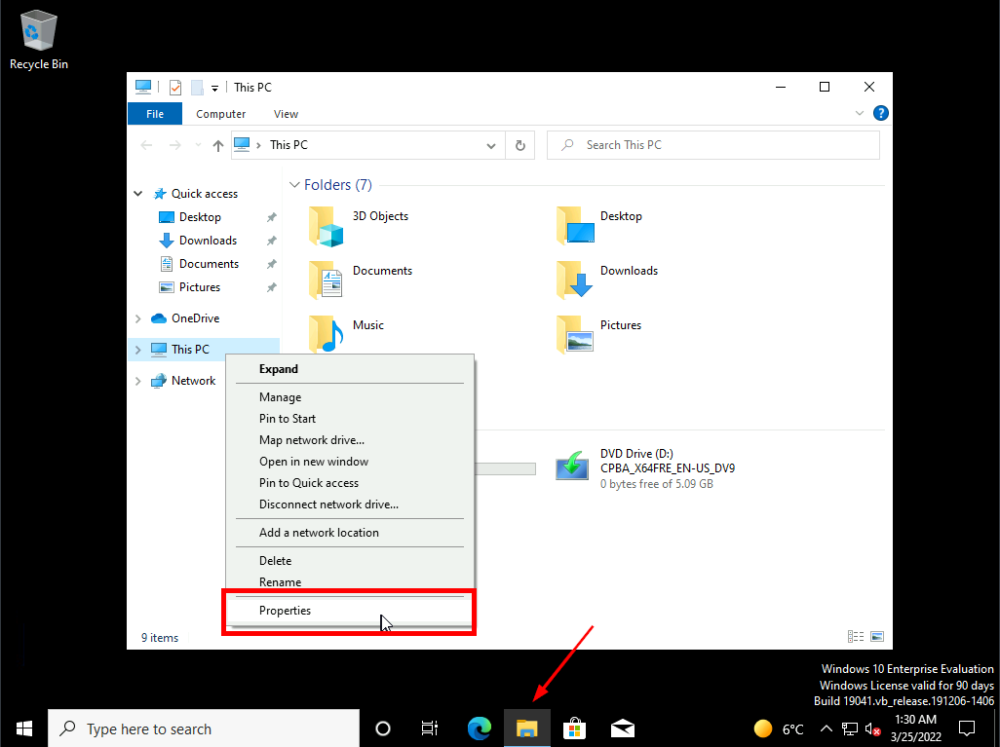 Recycle Bin
This PC
File
Computer
View
?
This PC
Search This PC
Quick access
Desktop
Downloads
Documents
Pictures
OneDrive
This PC
Network
Folders (7)
3D Objects
Desktop
Documents
Downloads
Music
Pictures
DVD Drive (D:)
CPBA_X64FRE_EN-US_DV9
0 bytes free of 5.09 GB
Expand
Manage
Pin to Start
Map network drive...
Open in new window
Pin to Quick access
Disconnect network drive...
Add a network location
Delete
Rename
Properties
9 items
Windows 10 Enterprise Evaluation
Windows License valid for 90 days
Build 19041.vb_release.191206-1406
Type here to search
6°C
1:30 AM
3/25/2022